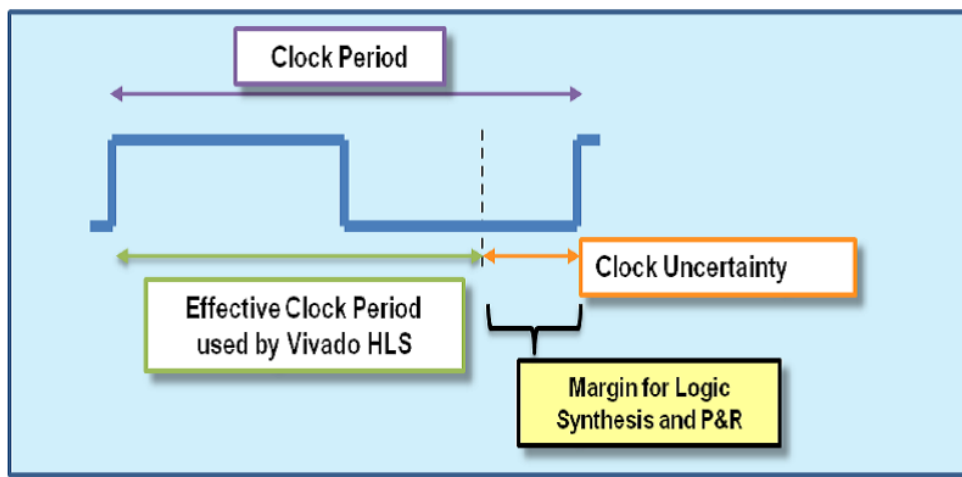 Clock Period
Clock Uncertainty
Effective Clock Period
used by Vivado HLS
Margin for Logic
Synthesis and P&R